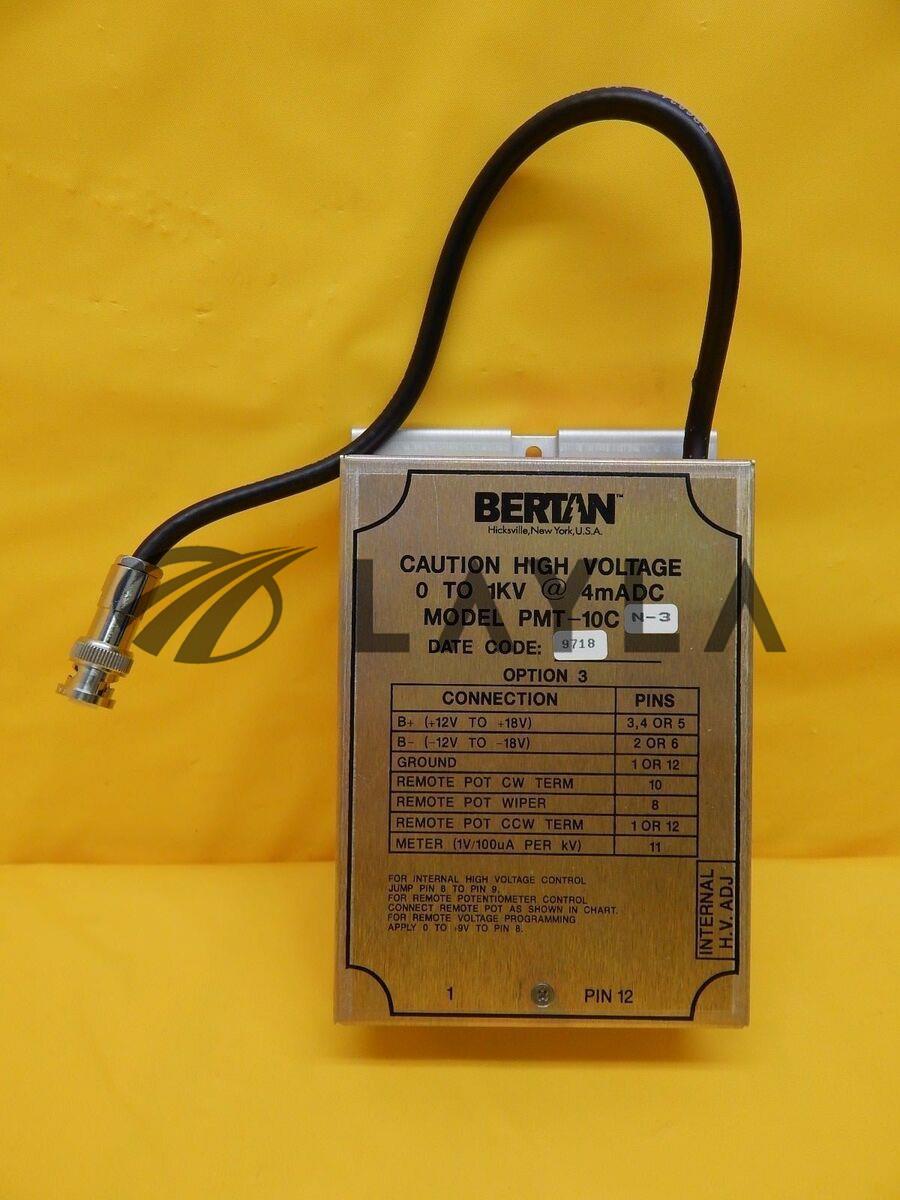 BERTAN™
Hicksville, New York, U.S.A.
CAUTION HIGH VOLTAGE
0 TO 1KV @ 4mADC
MODEL PMT-10C N-3
DATE CODE: 9718
OPTION 3
CONNECTION PINS
B+ (+12V TO +18V) 3,4 OR 5
B- (-12V TO -18V) 2 OR 6
GROUND 1 OR 12
REMOTE POT CW TERM 10
REMOTE POT WIPER 8
REMOTE POT CCW TERM 1 OR 12
METER (1V/100uA PER kV) 11
FOR INTERNAL HIGH VOLTAGE CONTROL
JUMP PIN 8 TO PIN 9.
FOR REMOTE POTENTIOMETER CONTROL
CONNECT REMOTE POT AS SHOWN IN CHART.
FOR REMOTE VOLTAGE PROGRAMMING
APPLY 0 TO +9V TO PIN 8.
INTERNAL
H.V. ADJ
1 PIN 12
LAYLA